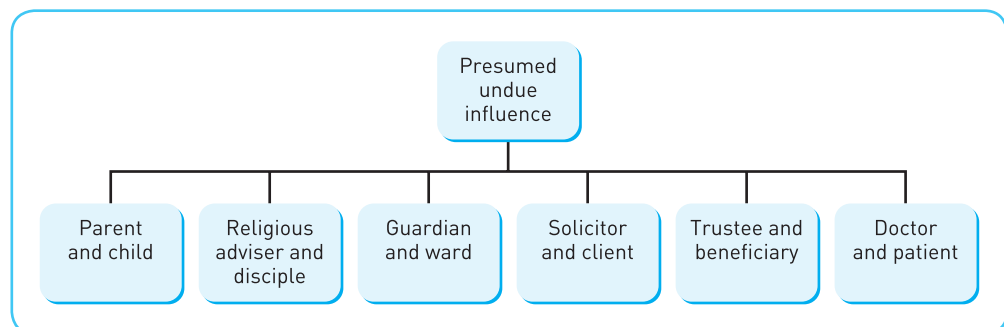 Presumed
undue
influence
Parent
and child
Religious
adviser and
disciple
Guardian
and ward
Solicitor
and client
Trustee and
beneficiary
Doctor
and patient